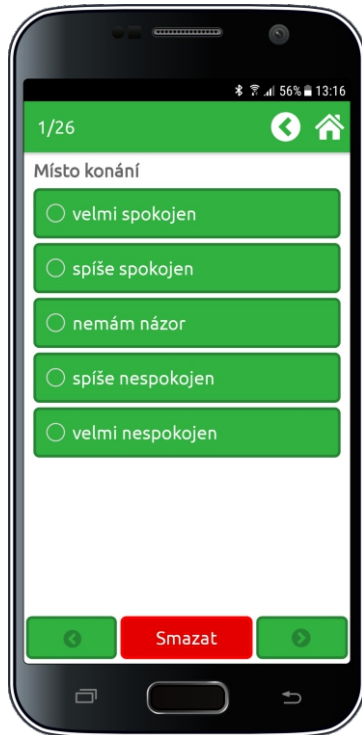 56% 13:16
1/26
Místo konání
velmi spokojen
spíše spokojen
nemám názor
spíše nespokojen
velmi nespokojen
Smazat